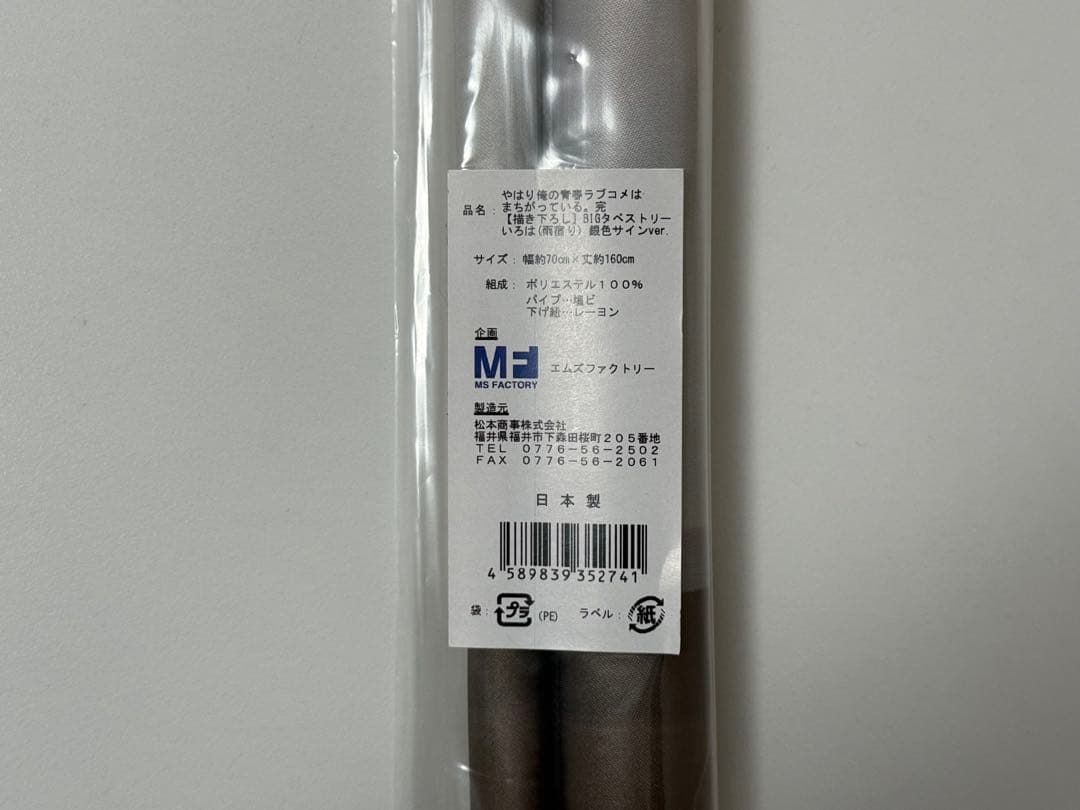 品名：
やはり俺の青春ラブコメは
まちがっている。完
【描き下ろし】BIGタペストリー
いろは(雨宿り) 銀色サインver.
サイズ：幅約70㎝×丈約160㎝
組成：ポリエステル１００％
パイプ…塩ビ
下げ紐…レーヨン
企画
MF
MS FACTORY
エムズファクトリー
製造元
松本商事株式会社
福井県福井市下森田桜町２０５番地
ＴＥＬ ０７７６－５６－２５０２
ＦＡＸ ０７７６－５６－２０６１
日本製
4 589839 352741
袋：プラ(PE) ラベル：紙